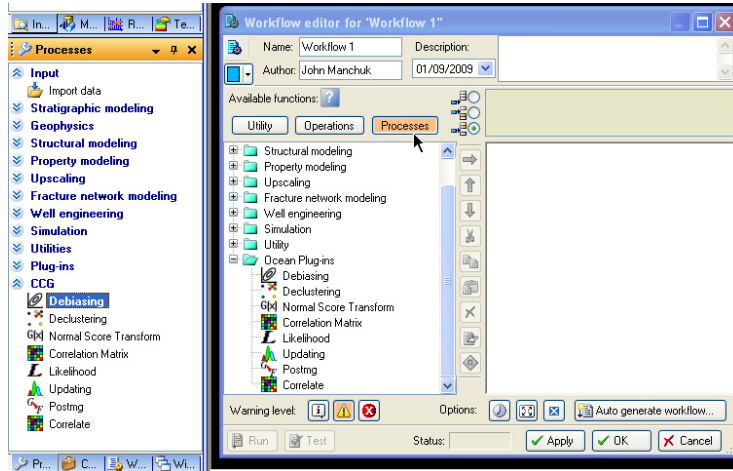 In...
M...
R...
Te...
Processes
Input
Import data
Stratigraphic modeling
Geophysics
Structural modeling
Property modeling
Upscaling
Fracture network modeling
Well engineering
Simulation
Utilities
Plug-ins
CCG
Debiasing
Declustering
G(x) Normal Score Transform
Correlation Matrix
L Likelihood
Updating
Postmg
Correlate
Pr...
C...
W...
Wi...
Workflow editor for 'Workflow 1'
Name: Workflow 1
Description:
Author: John Manchuk
01/09/2009
Available functions: ?
Utility
Operations
Processes
Structural modeling
Property modeling
Upscaling
Fracture network modeling
Well engineering
Simulation
Utility
Ocean Plug-ins
Debiasing
Declustering
G(x) Normal Score Transform
Correlation Matrix
L Likelihood
Updating
Postmg
Correlate
Warning level:
Options:
Auto generate workflow...
Run
Test
Status:
Apply
OK
Cancel